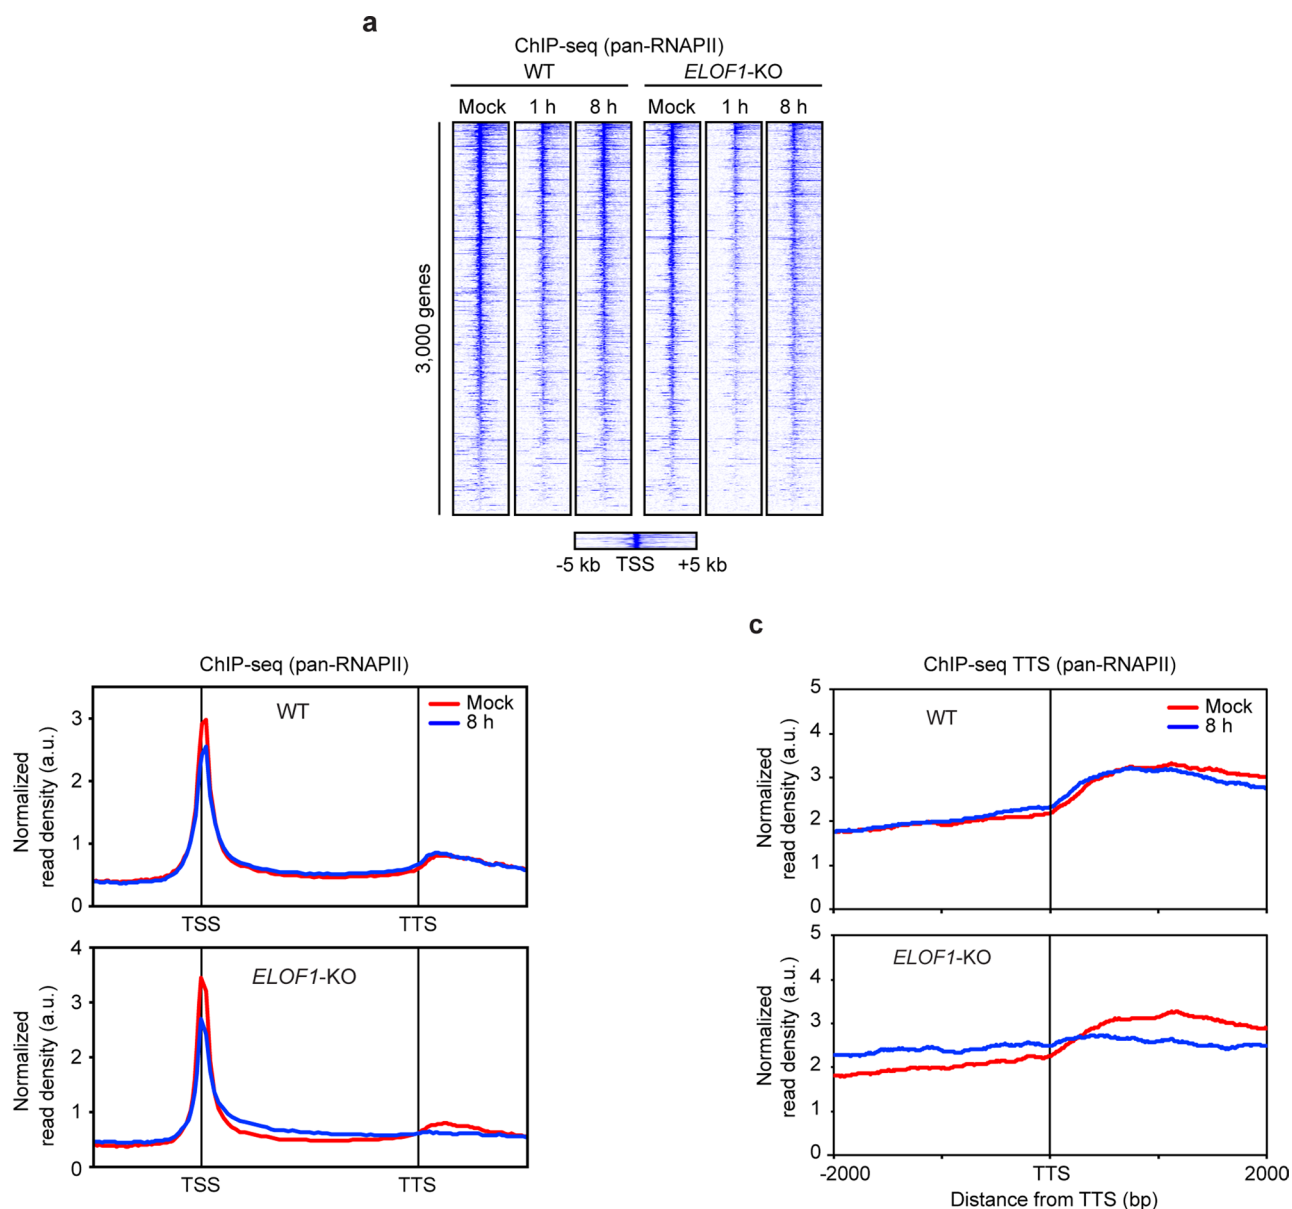 a
ChIP-seq (pan-RNAPII)
WT ELOF1-KO
Mock 1 h 8 h Mock 1 h 8 h
3,000 genes
-5 kb TSS +5 kb
ChIP-seq (pan-RNAPII)
Normalized
read density (a.u.)
3
2
1
0
WT
Mock
8 h
TSS TTS
Normalized
read density (a.u.)
4
3
2
1
0
ELOF1-KO
TSS TTS
c
ChIP-seq TTS (pan-RNAPII)
Normalized
read density (a.u.)
5
4
3
2
1
0
WT
Mock
8 h
Normalized
read density (a.u.)
5
4
3
2
1
0
ELOF1-KO
-2000 TTS 2000
Distance from TTS (bp)